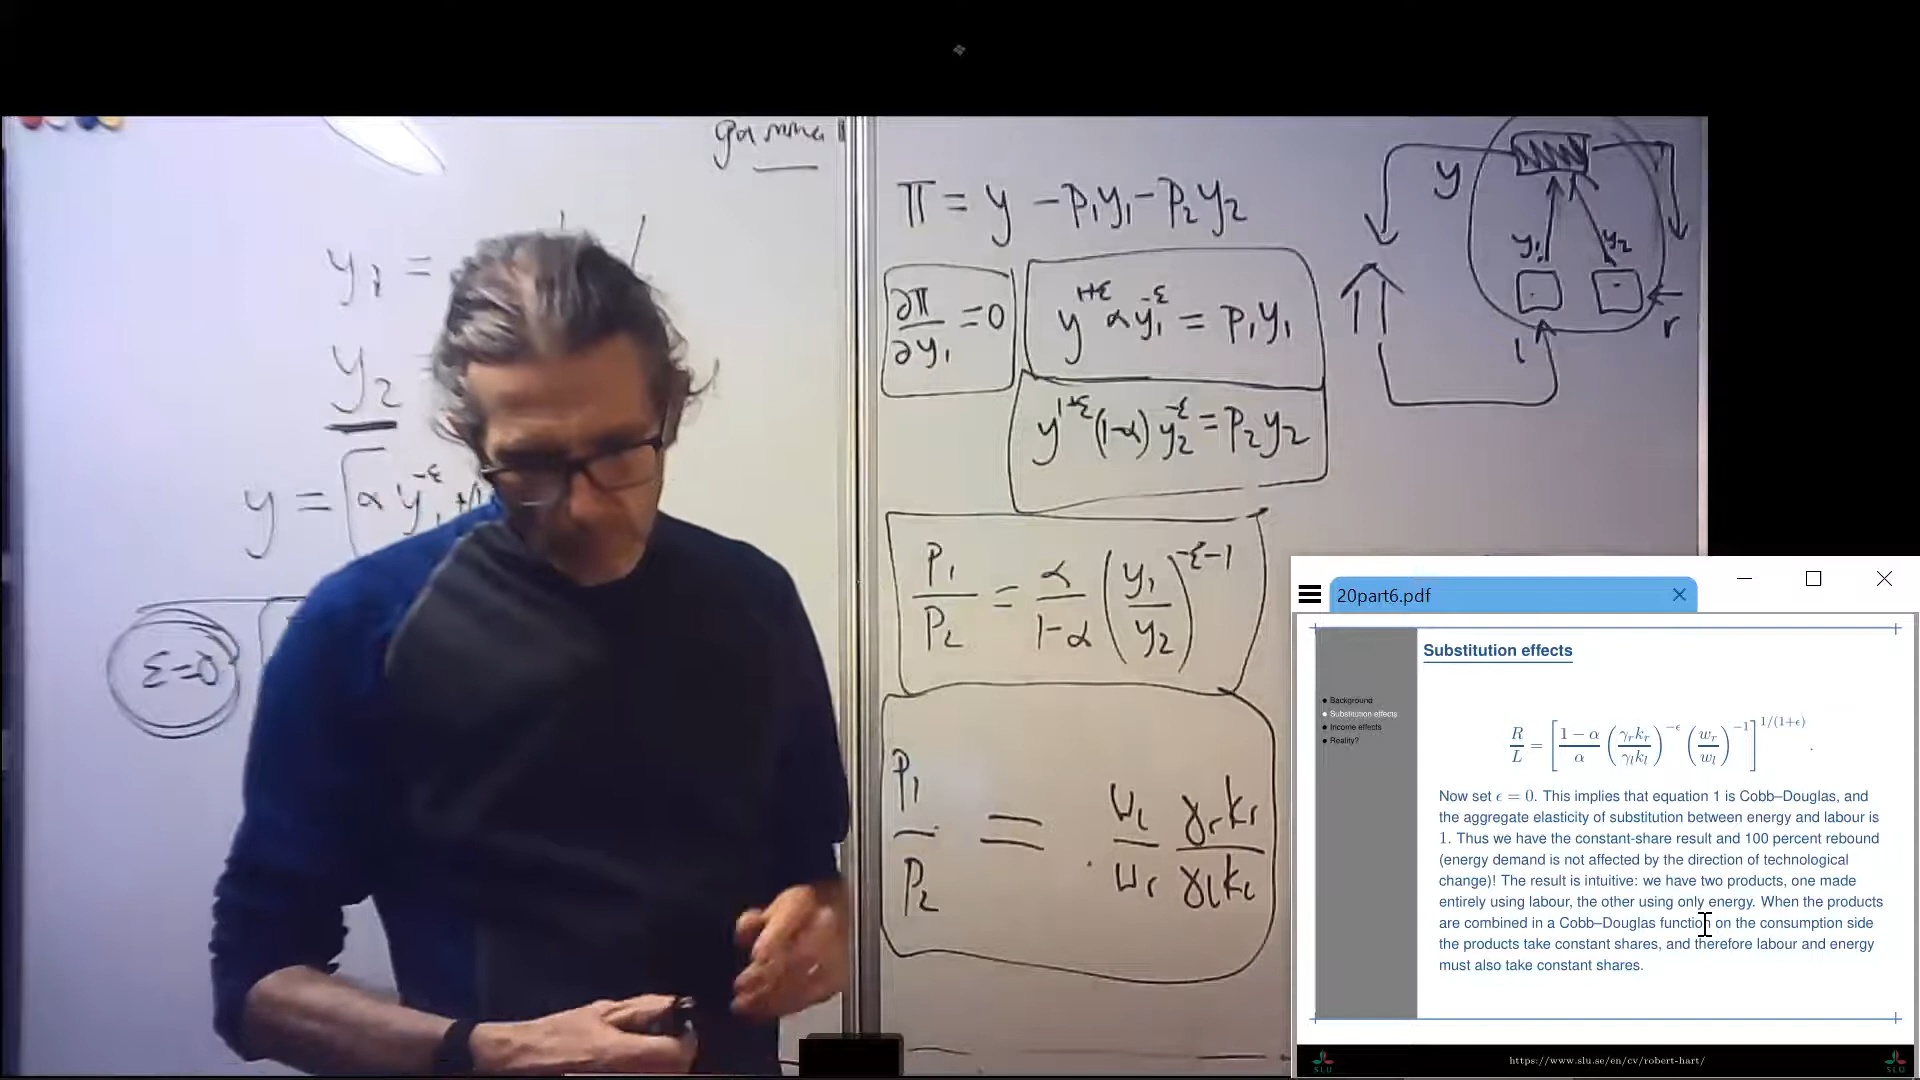 gamma
y₁ =
y₂
y = [αy₁^-ε +
ε=0
π = y - p₁y₁ - p₂y₂
∂π/∂y₁ = 0
y^1+ε αy₁^-ε = p₁y₁
y^1+ε (1-α) y₂^-ε = p₂y₂
p₁/p₂ = α/1-α (y₁/y₂)^-ε-1
p₁/p₂ = w_l/w_r γ_r k_r/γ_l k_l
y
y₁ y₂
l r
20part6.pdf
Substitution effects
● Background
● Substitution effects
● Income effects
● Reality?
R/L = [1 − α/α (γ_r k_r/γ_l k_l)^−ϵ (w_r/w_l)^−1]^1/(1+ϵ) .
Now set ϵ = 0. This implies that equation 1 is Cobb–Douglas, and
the aggregate elasticity of substitution between energy and labour is
1. Thus we have the constant-share result and 100 percent rebound
(energy demand is not affected by the direction of technological
change)! The result is intuitive: we have two products, one made
entirely using labour, the other using only energy. When the products
are combined in a Cobb–Douglas function on the consumption side
the products take constant shares, and therefore labour and energy
must also take constant shares.
SLU https://www.slu.se/en/cv/robert-hart/ SLU